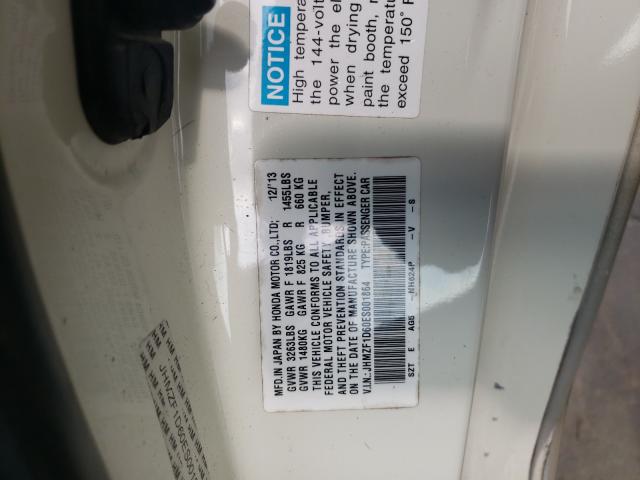 NOTICE
High tempera
the 144-volt
power the el
when drying
paint booth, r
the temperatur
exceed 150° F
MFD.IN JAPAN BY HONDA MOTOR CO.,LTD; 12/'13
GVWR 3263LBS GAWR F 1819LBS R 1455LBS
GVWR 1480KG GAWR F 825 KG R 660 KG
THIS VEHICLE CONFORMS TO ALL APPLICABLE
FEDERAL MOTOR VEHICLE SAFETY, BUMPER,
AND THEFT PREVENTION STANDARDS IN EFFECT
ON THE DATE OF MANUFACTURE SHOWN ABOVE.
V.I.N.:JHMZF1D60ES001864 TYPE:PASSENGER CAR
SZT E AG5 -NH624P -V -S
JHMZF1D60ES001